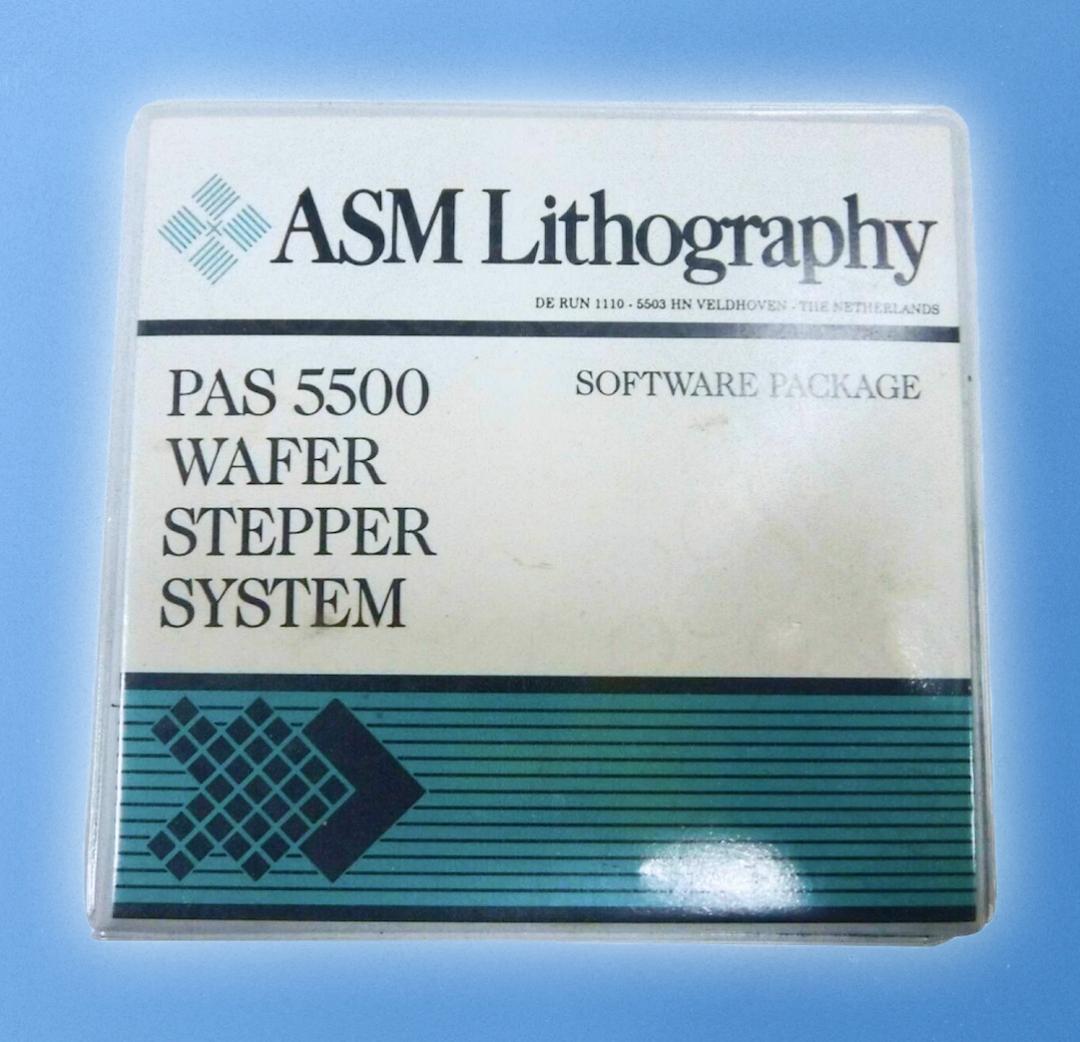 ASM Lithography
DE RUN 1110 - 5503 HN VELDHOVEN - THE NETHERLANDS
PAS 5500
WAFER
STEPPER
SYSTEM
SOFTWARE PACKAGE